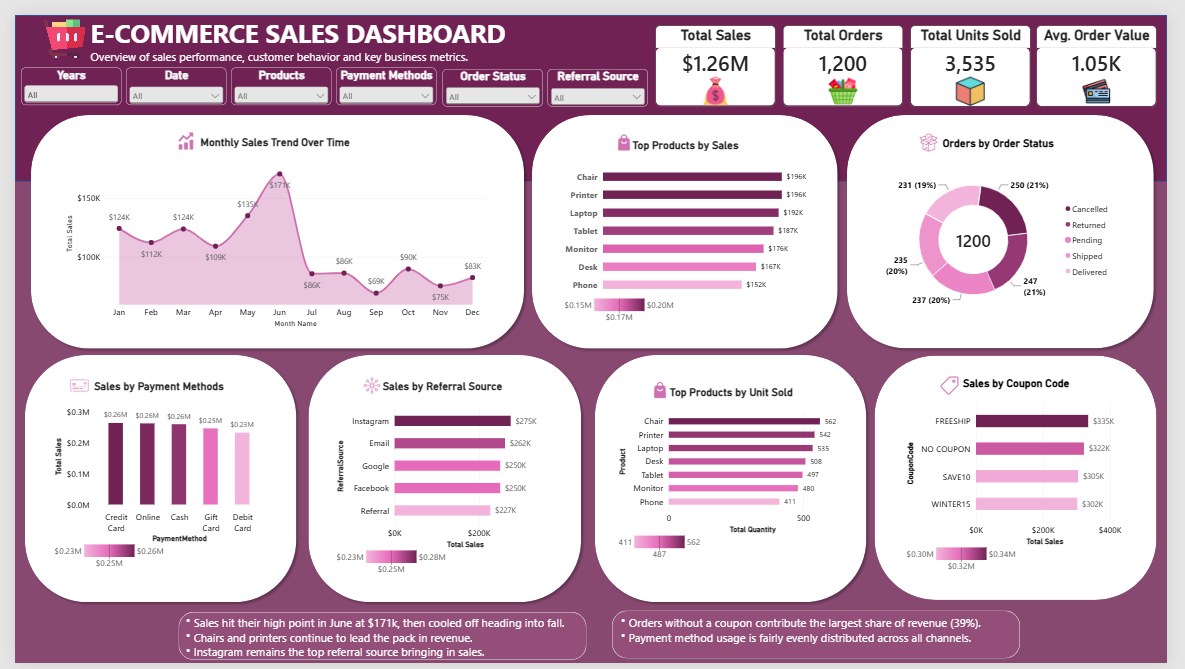 E-COMMERCE SALES DASHBOARD
Overview of sales performance, customer behavior and key business metrics.
Years
All
Date
All
Products
All
Payment Methods
All
Order Status
All
Referral Source
All
Total Sales
$1.26M
Total Orders
1,200
Total Units Sold
3,535
Avg. Order Value
1.05K
Monthly Sales Trend Over Time
Total Sales
$150K
$100K
$124K
$112K
$124K
$109K
$135K
$171K
$86K
$86K
$69K
$90K
$75K
$83K
Jan Feb Mar Apr May Jun Jul Aug Sep Oct Nov Dec
Month Name
Top Products by Sales
Chair $196K
Printer $196K
Laptop $192K
Tablet $187K
Monitor $176K
Desk $167K
Phone $152K
$0.15M $0.20M
$0.17M
Orders by Order Status
231 (19%)
250 (21%)
235
(20%)
1200
237 (20%)
247
(21%)
Cancelled
Returned
Pending
Shipped
Delivered
Sales by Payment Methods
Total Sales
$0.3M
$0.2M
$0.1M
$0.0M
$0.26M $0.26M $0.26M $0.25M $0.23M
Credit Card
Online
Cash
Gift Card
Debit Card
PaymentMethod
$0.23M $0.26M
$0.25M
Sales by Referral Source
ReferralSource
Instagram $275K
Email $262K
Google $250K
Facebook $250K
Referral $227K
$0K $200K
Total Sales
$0.23M $0.28M
$0.25M
Top Products by Unit Sold
Product
Chair 562
Printer 542
Laptop 535
Desk 508
Tablet 497
Monitor 480
Phone 411
0 500
Total Quantity
411 562
487
Sales by Coupon Code
CouponCode
FREESHIP $335K
NO COUPON $322K
SAVE10 $305K
WINTER15 $302K
$0K $200K $400K
Total Sales
$0.30M $0.34M
$0.32M
* Sales hit their high point in June at $171k, then cooled off heading into fall.
* Chairs and printers continue to lead the pack in revenue.
* Instagram remains the top referral source bringing in sales.
* Orders without a coupon contribute the largest share of revenue (39%).
* Payment method usage is fairly evenly distributed across all channels.